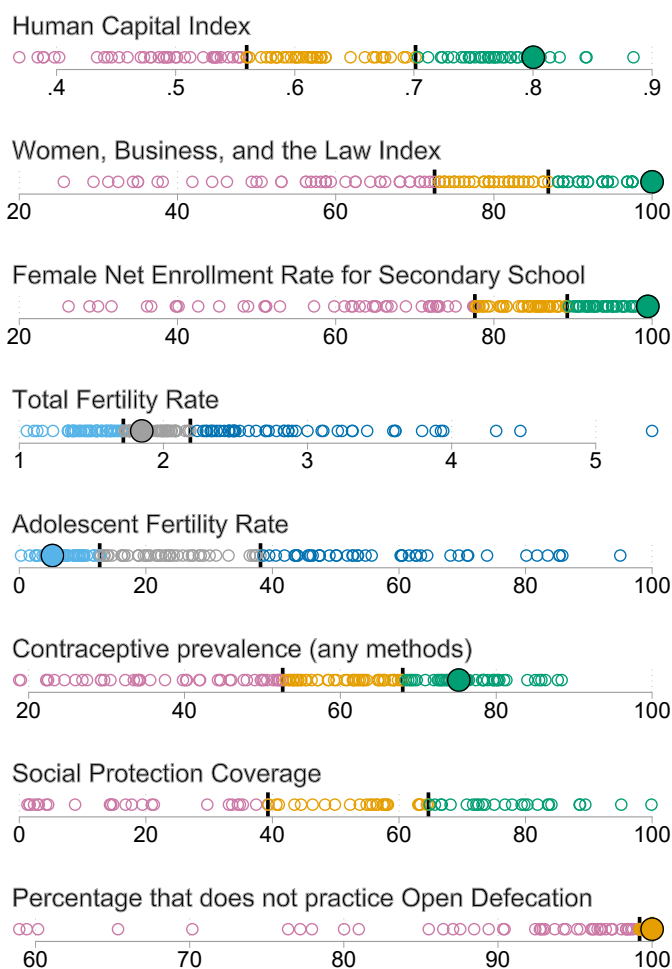 Human Capital Index
.4 .5 .6 .7 .8 .9
Women, Business, and the Law Index
20 40 60 80 100
Female Net Enrollment Rate for Secondary School
20 40 60 80 100
Total Fertility Rate
1 2 3 4 5
Adolescent Fertility Rate
0 20 40 60 80 100
Contraceptive prevalence (any methods)
20 40 60 80 100
Social Protection Coverage
0 20 40 60 80 100
Percentage that does not practice Open Defecation
60 70 80 90 100